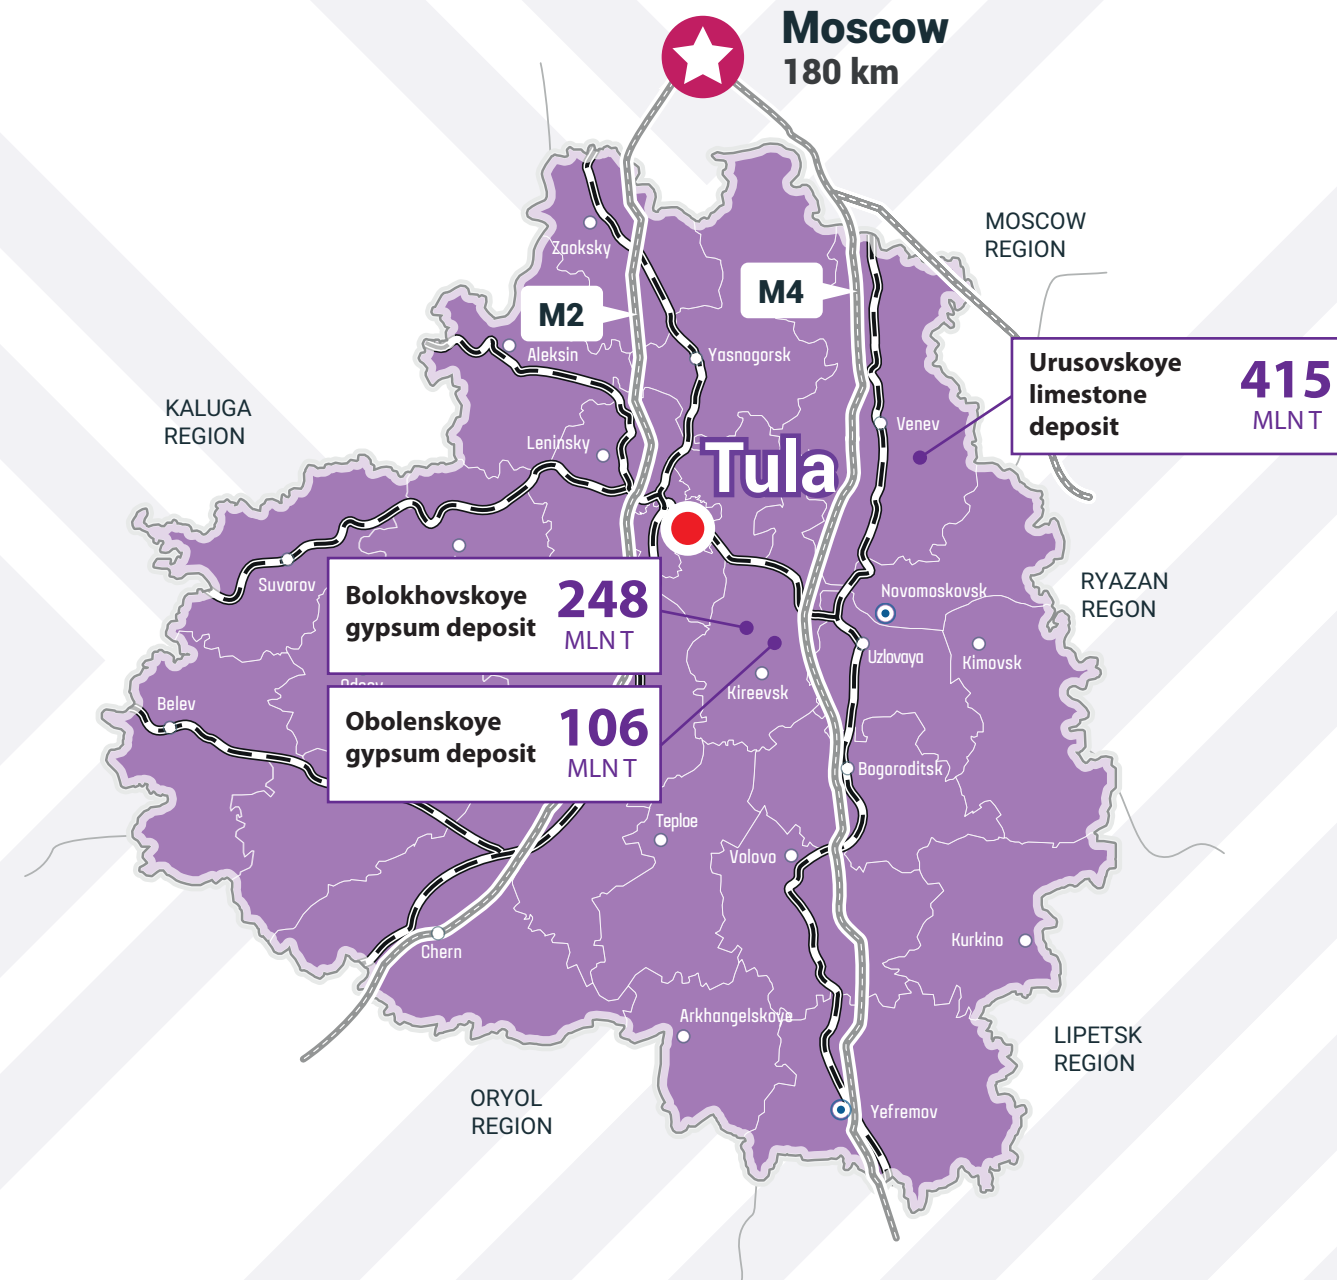 Moscow
180 km
MOSCOW
REGION
Zaoksky
M2
M4
Aleksin
Yasnogorsk
Urusovskoye
limestone
deposit
415
MLN T
KALUGA
REGION
Venev
Leninsky
Tula
Suvorov
Bolokhovskoye
gypsum deposit
248
MLN T
Novomoskovsk
RYAZAN
REGON
Uzlovaya
Kimovsk
Kireevsk
Belev
Obolenskoye
gypsum deposit
106
MLN T
Bogoroditsk
Teploe
Volovo
Chern
Kurkino
Arkhangelskoye
LIPETSK
REGION
ORYOL
REGION
Yefremov